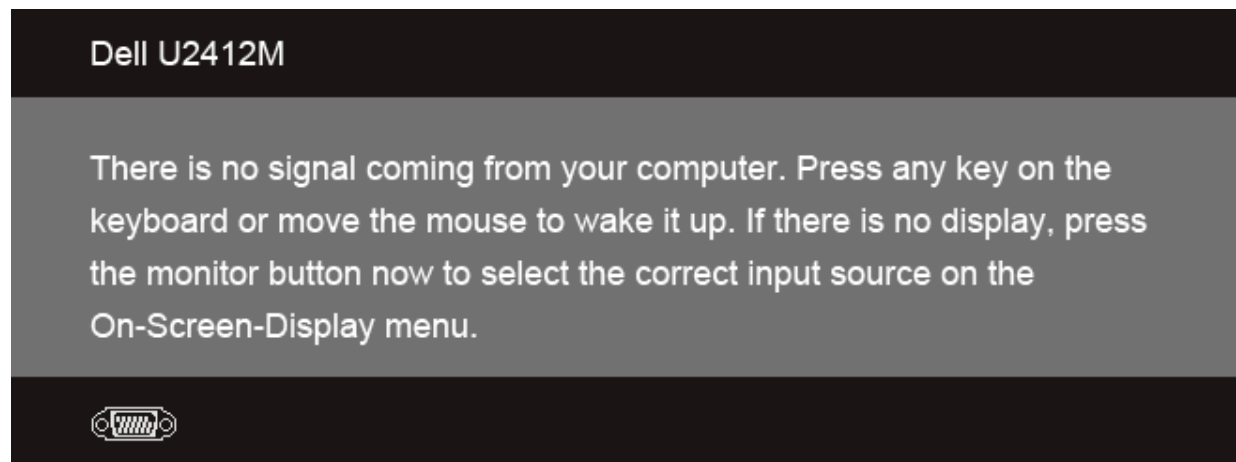 Dell U2412M
There is no signal coming from your computer. Press any key on the
keyboard or move the mouse to wake it up. If there is no display, press
the monitor button now to select the correct input source on the
On-Screen-Display menu.